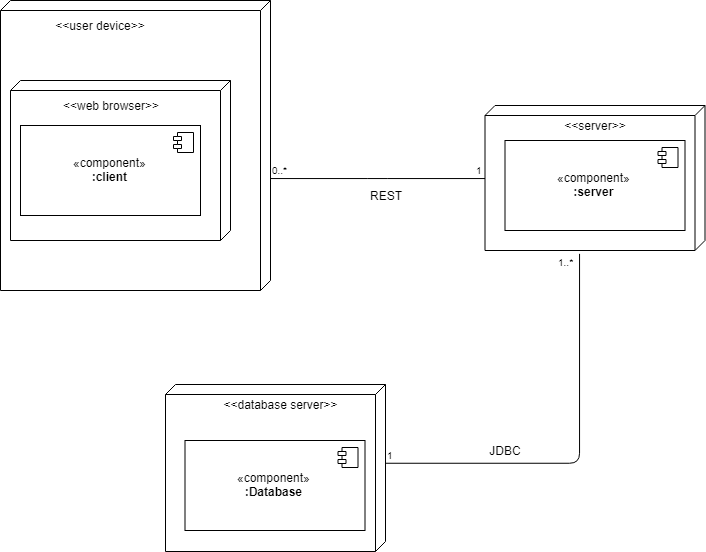 <<user device>>
<<web browser>>
«component»
:client
0..*
1
REST
<<server>>
«component»
:server
1..*
<<database server>>
«component»
:Database
1
JDBC